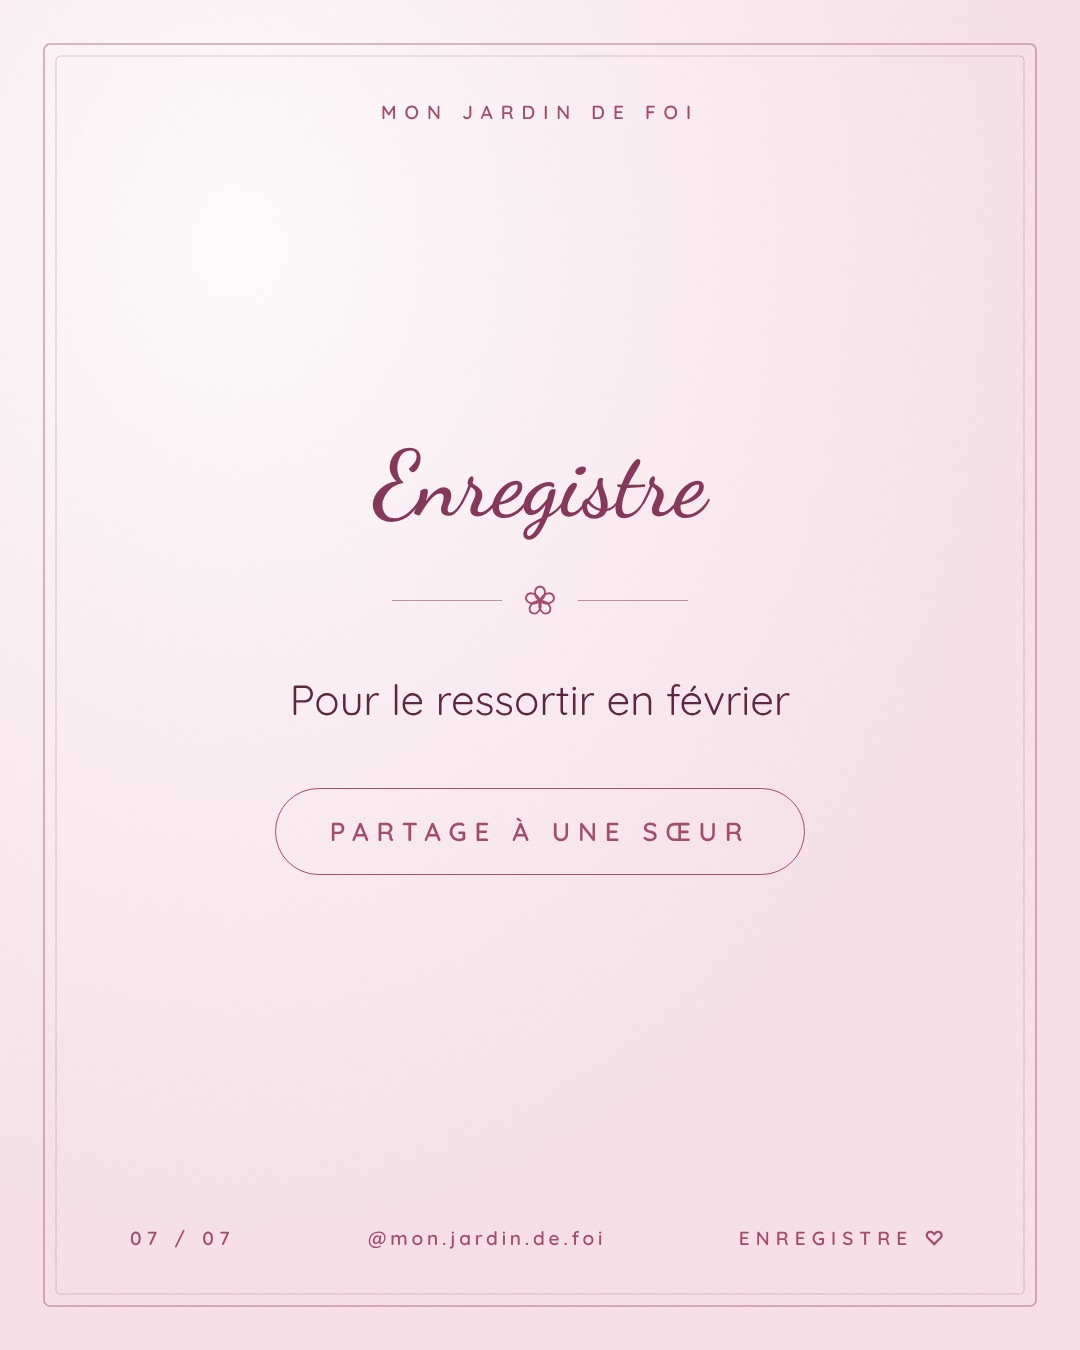 MON JARDIN DE FOI
Enregistre
Pour le ressortir en février
PARTAGE À UNE SŒUR
07 / 07
@mon.jardin.de.foi
ENREGISTRE ♡